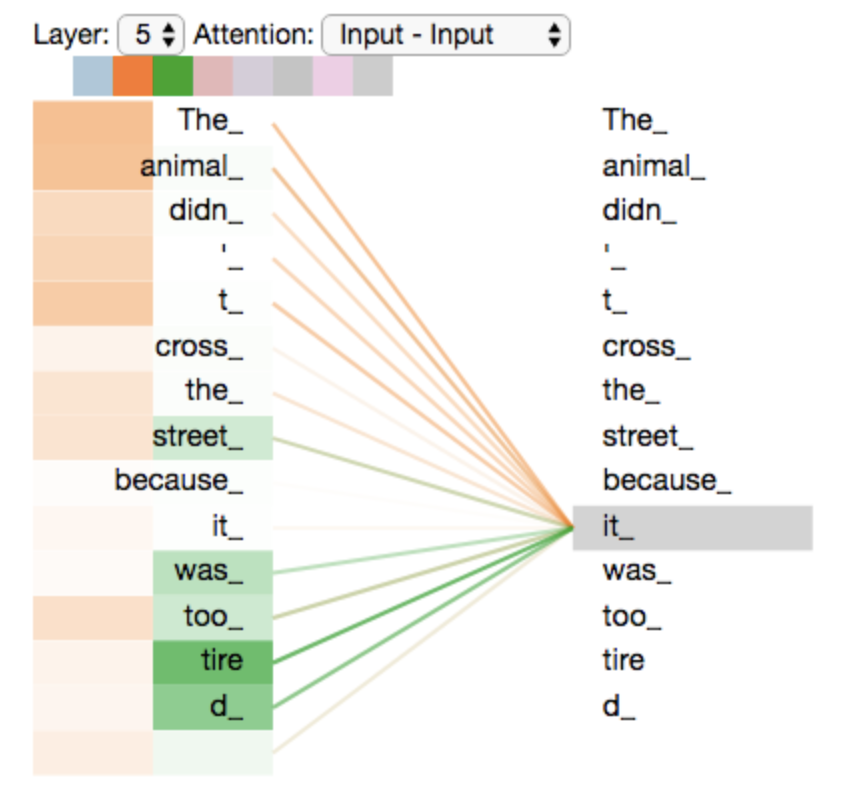 Layer: 5 Attention: Input - Input
The_ The_
animal_ animal_
didn_ didn_
'_ '_
t_ t_
cross_ cross_
the_ the_
street_ street_
because_ because_
it_ it_
was_ was_
too_ too_
tire tire
d_ d_